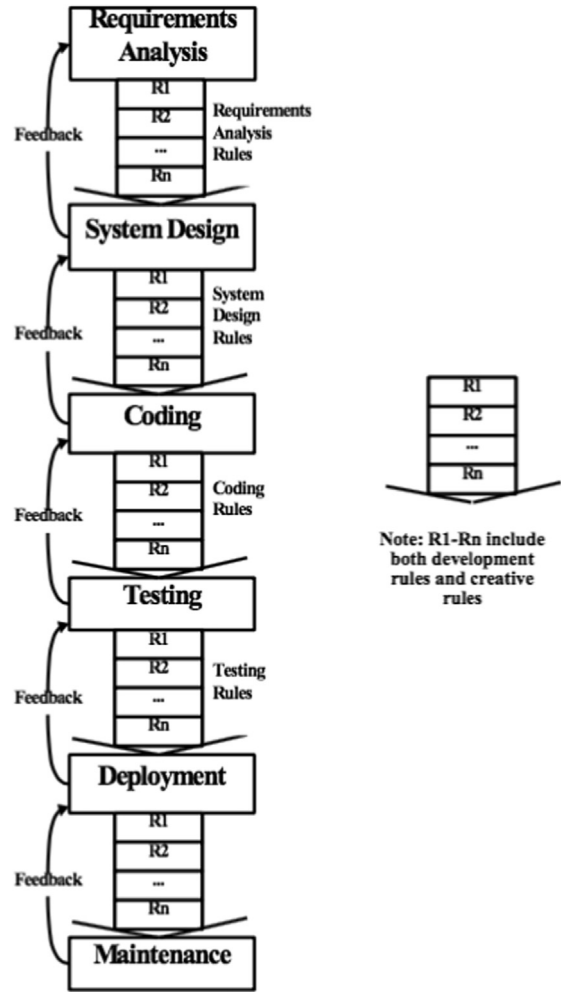 Requirements
Analysis
R1
R2
...
Rn
Requirements
Analysis
Rules
Feedback
System Design
R1
R2
...
Rn
System
Design
Rules
Feedback
Coding
R1
R2
...
Rn
Coding
Rules
Feedback
Testing
R1
R2
...
Rn
Testing
Rules
Feedback
Deployment
R1
R2
...
Rn
Feedback
Maintenance
R1
R2
...
Rn
Note: R1-Rn include
both development
rules and creative
rules